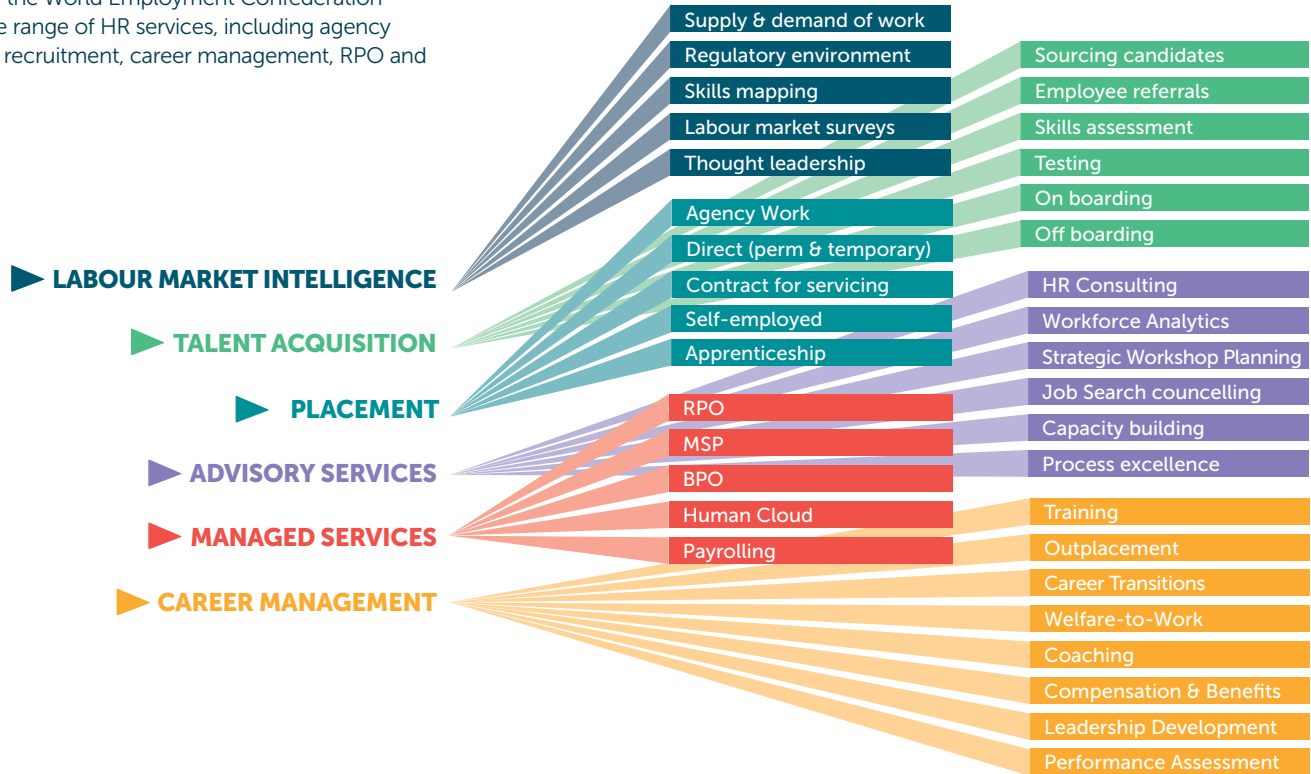 the World Employment Confederation
e range of HR services, including agency
recruitment, career management, RPO and
LABOUR MARKET INTELLIGENCE
TALENT ACQUISITION
PLACEMENT
ADVISORY SERVICES
MANAGED SERVICES
CAREER MANAGEMENT
Supply & demand of work
Regulatory environment
Skills mapping
Labour market surveys
Thought leadership
Agency Work
Direct (perm & temporary)
Contract for servicing
Self-employed
Apprenticeship
RPO
MSP
BPO
Human Cloud
Payrolling
Sourcing candidates
Employee referrals
Skills assessment
Testing
On boarding
Off boarding
HR Consulting
Workforce Analytics
Strategic Workshop Planning
Job Search councelling
Capacity building
Process excellence
Training
Outplacement
Career Transitions
Welfare-to-Work
Coaching
Compensation & Benefits
Leadership Development
Performance Assessment